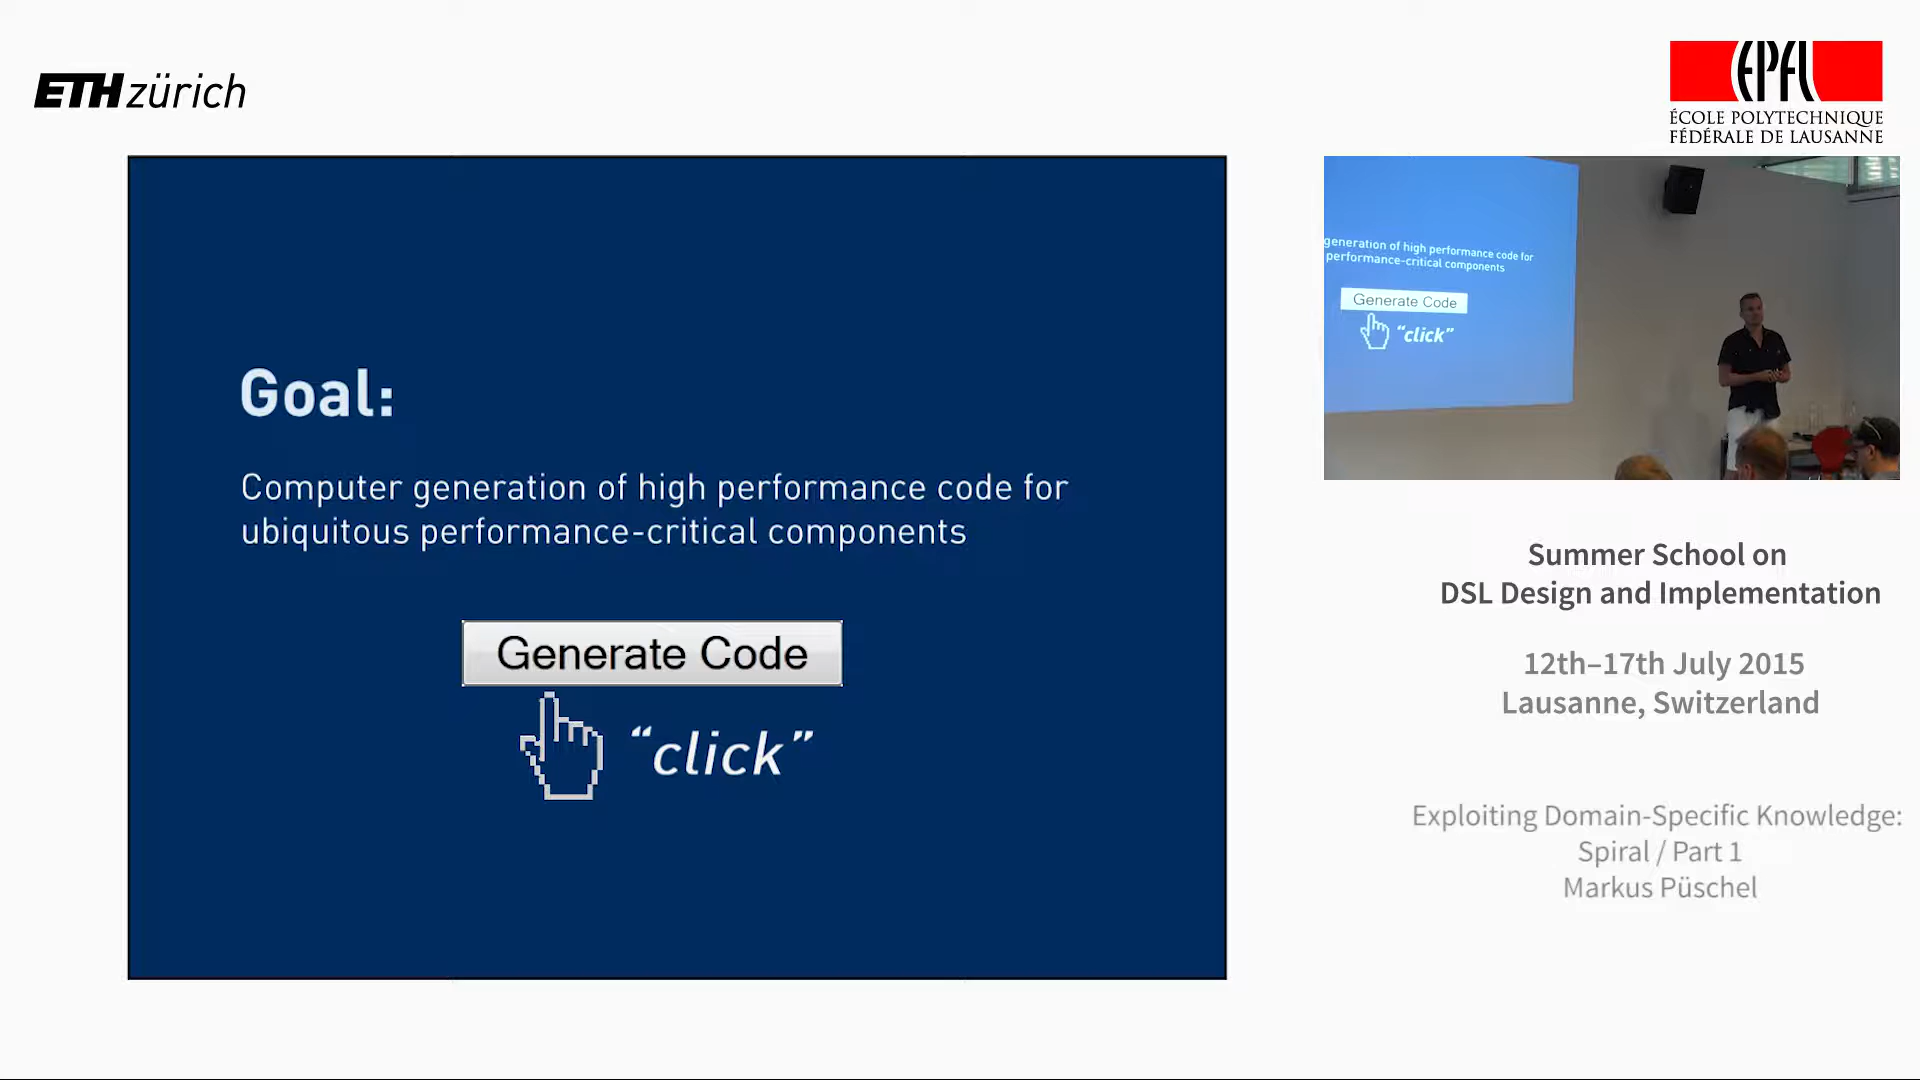 ETH zürich
EPFL
ÉCOLE POLYTECHNIQUE
FÉDÉRALE DE LAUSANNE
Goal:
Computer generation of high performance code for
ubiquitous performance-critical components
Generate Code
“click”
generation of high performance code for
performance-critical components
Generate Code
“click”
Summer School on
DSL Design and Implementation
12th–17th July 2015
Lausanne, Switzerland
Exploiting Domain-Specific Knowledge:
Spiral / Part 1
Markus Püschel